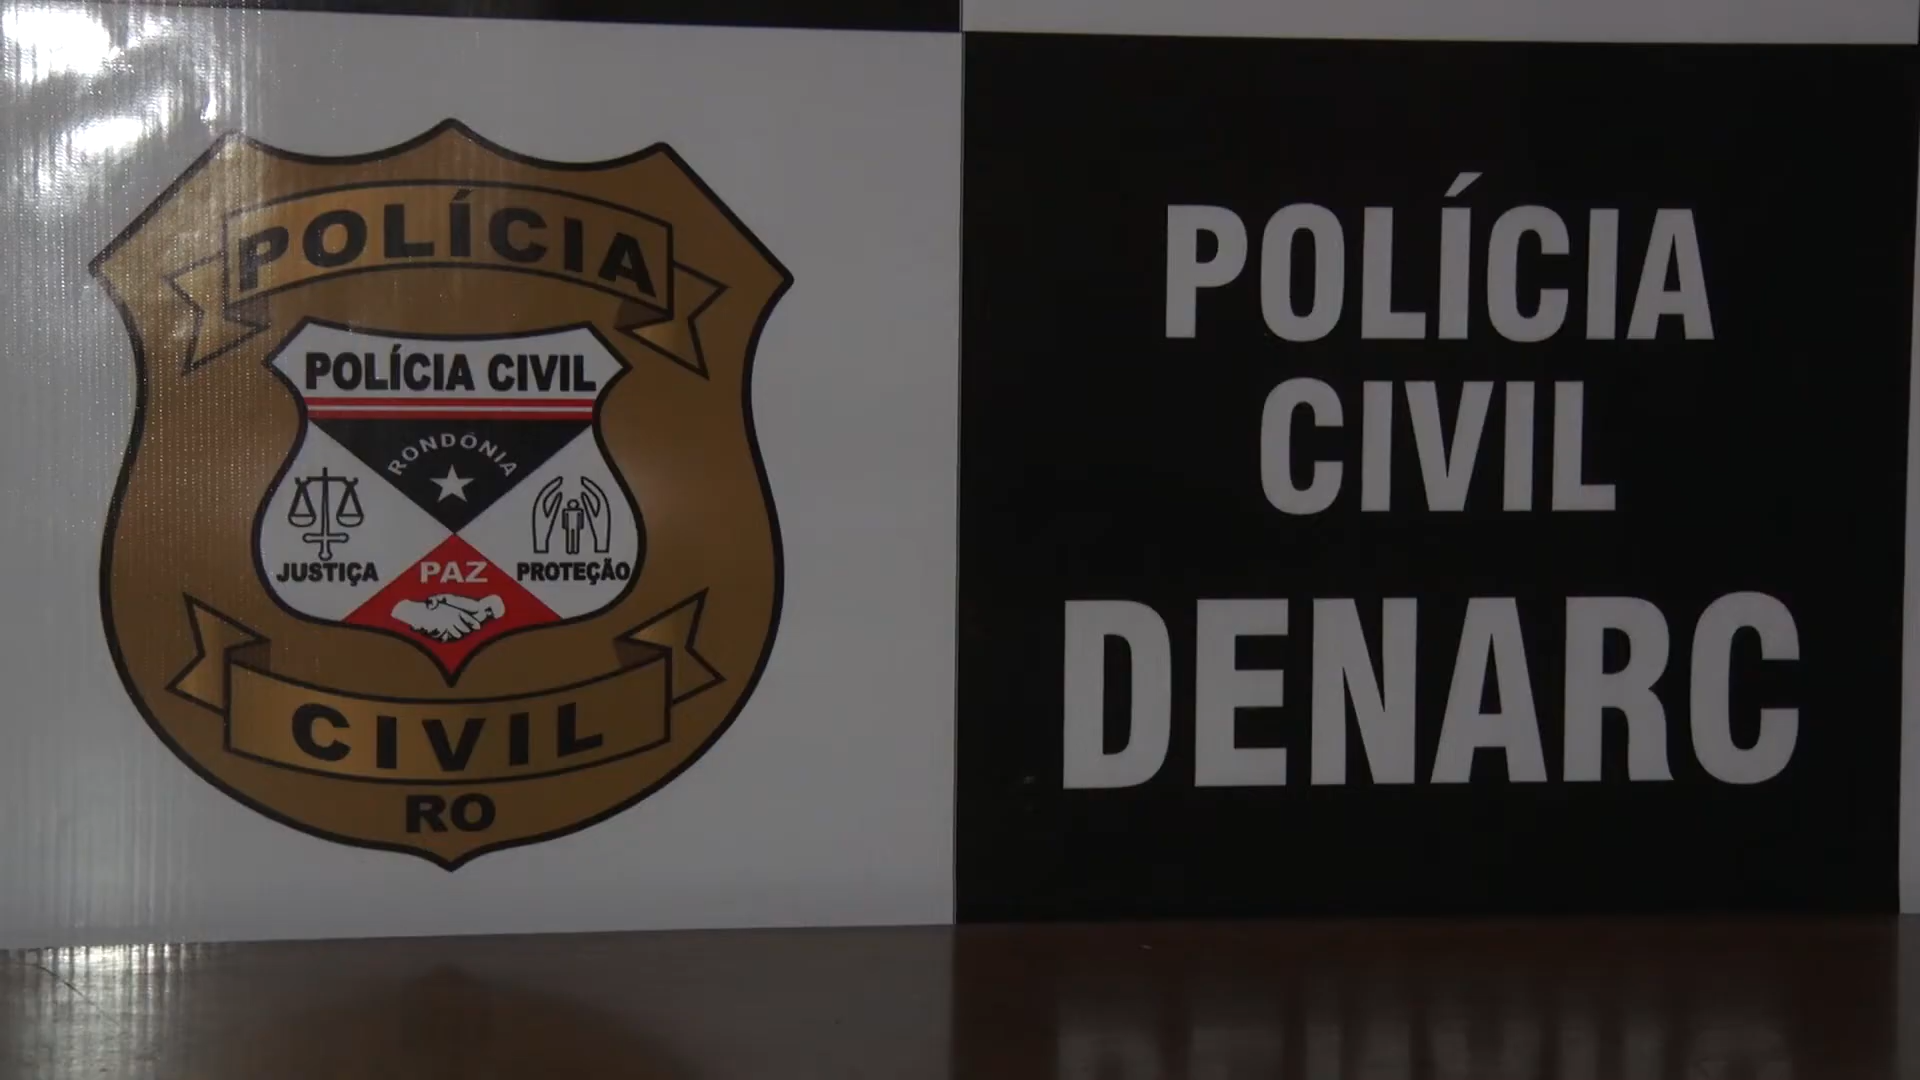 POLÍCIA
POLÍCIA CIVIL
RONDÔNIA
JUSTIÇA PAZ PROTEÇÃO
CIVIL
RO
POLÍCIA
CIVIL
DENARC